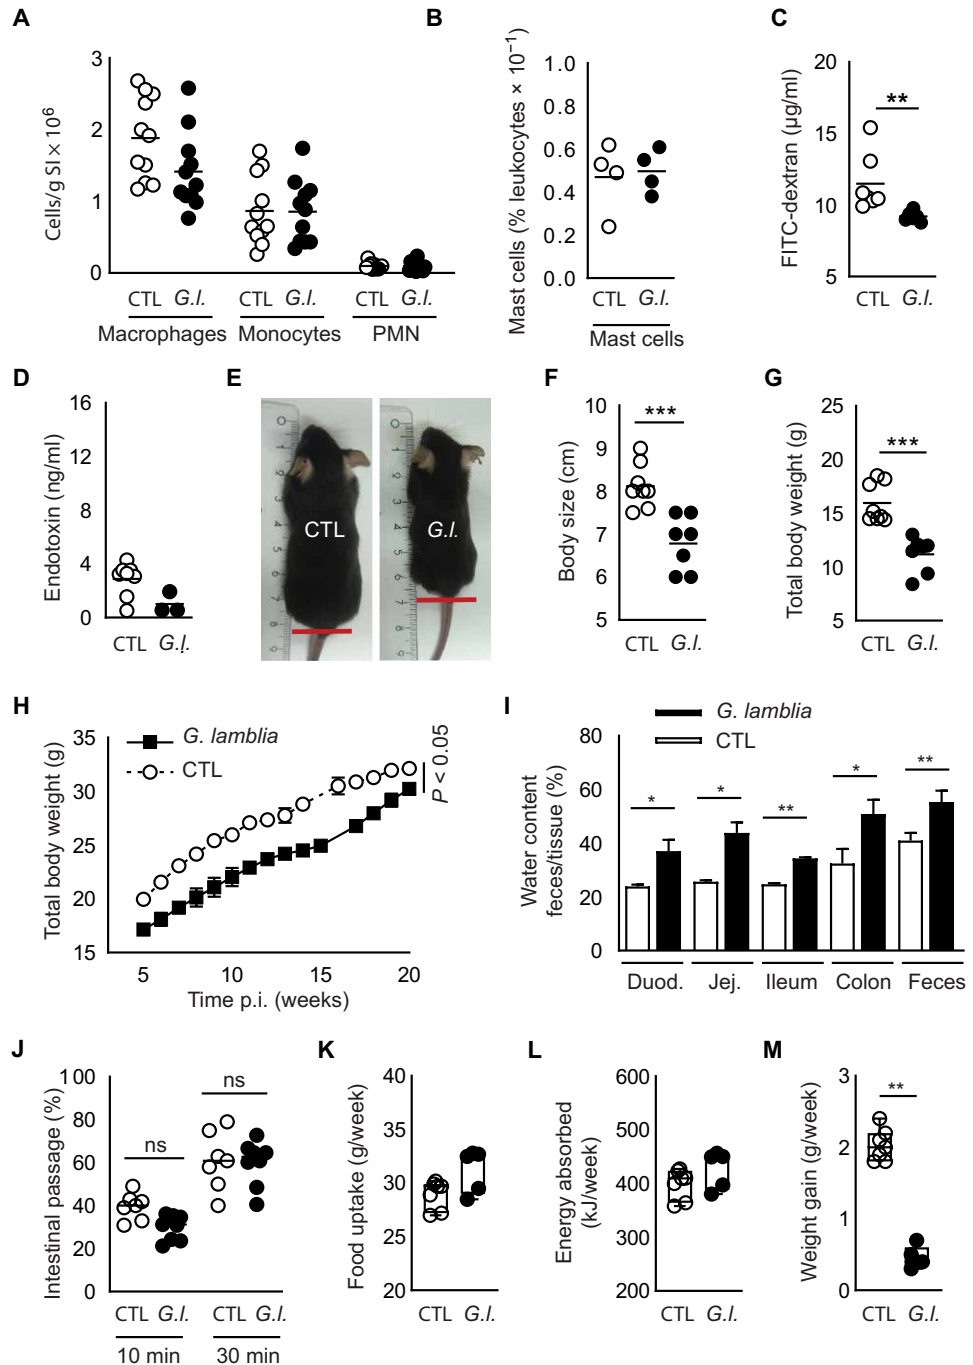 A
B
C
Cells/g SI × 10⁶
3
2
1
0
CTL G.l. CTL G.l. CTL G.l.
Macrophages Monocytes PMN
Mast cells (% leukocytes × 10⁻¹)
1.0
0.8
0.6
0.4
0.2
0.0
CTL G.l.
Mast cells
FITC-dextran (µg/ml)
20
15
10
5
**
CTL G.l.
D
E
F
G
Endotoxin (ng/ml)
16
12
8
4
0
CTL G.l.
CTL
G.l.
Body size (cm)
10
9
8
7
6
5
***
CTL G.l.
Total body weight (g)
25
20
15
10
5
***
CTL G.l.
H
I
Total body weight (g)
35
30
25
20
15
G. lamblia
CTL
P < 0.05
5 10 15 20
Time p.i. (weeks)
G. lamblia
CTL
Water content
feces/tissue (%)
80
60
40
20
0
* * ** * **
Duod. Jej. Ileum Colon Feces
J
K
L
M
Intestinal passage (%)
100
80
60
40
20
0
ns
ns
CTL G.l. CTL G.l.
10 min 30 min
Food uptake (g/week)
40
35
30
25
20
CTL G.l.
Energy absorbed
(kJ/week)
600
500
400
300
200
CTL G.l.
Weight gain (g/week)
3
2
1
0
**
CTL G.l.